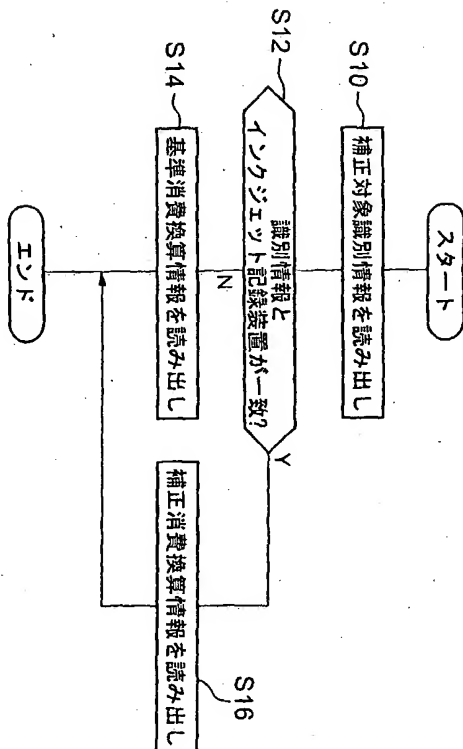 スタート
S10
補正対象識別情報を読み出し
S12
識別情報と
インクジェット記録装置が一致?
Y
N
S14
基準消費換算情報を読み出し
S16
補正消費換算情報を読み出し
エンド